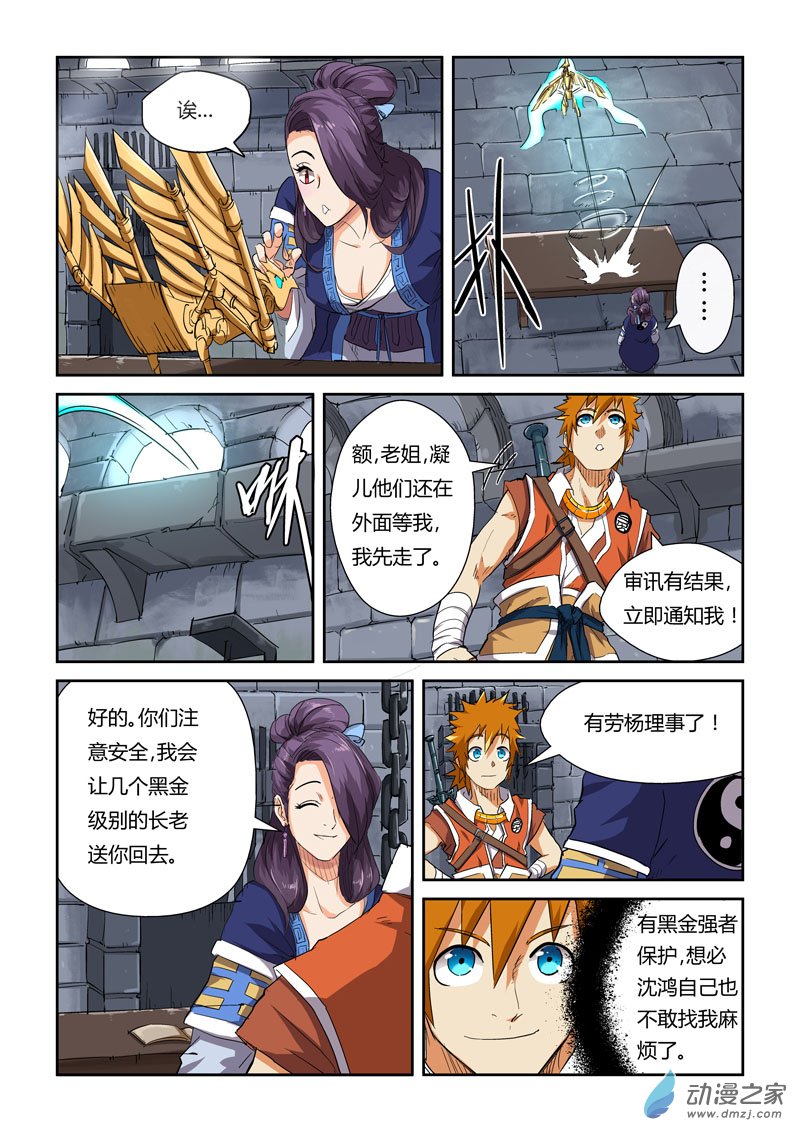 诶…
……
额,老姐,凝
儿他们还在
外面等我,
我先走了。
审讯有结果,
立即通知我!
好的。你们注
意安全,我会
让几个黑金
级别的长老
送你回去。
有劳杨理事了!
有黑金强者
保护,想必
沈鸿自己也
不敢找我麻
烦了。
动漫之家
www.dmzj.com